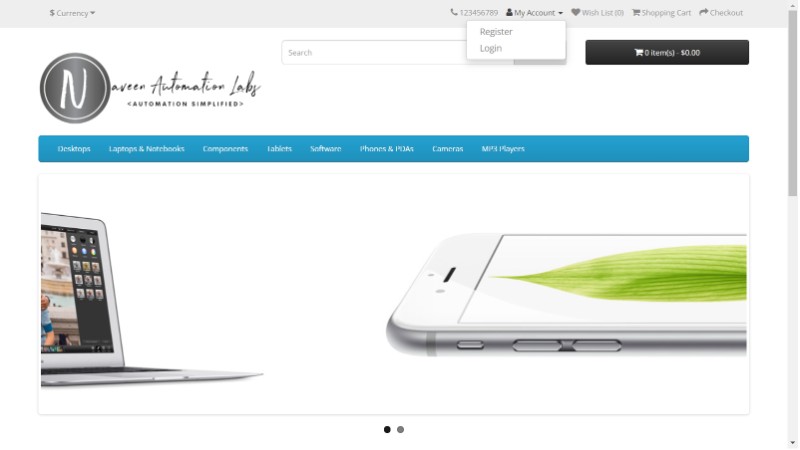 $ Currency
123456789 My Account Wish List (0) Shopping Cart Checkout
Register
Login
Search
0 item(s) - $0.00
Naveen Automation Labs
<AUTOMATION SIMPLIFIED>
Desktops Laptops & Notebooks Components Tablets Software Phones & PDAs Cameras MP3 Players